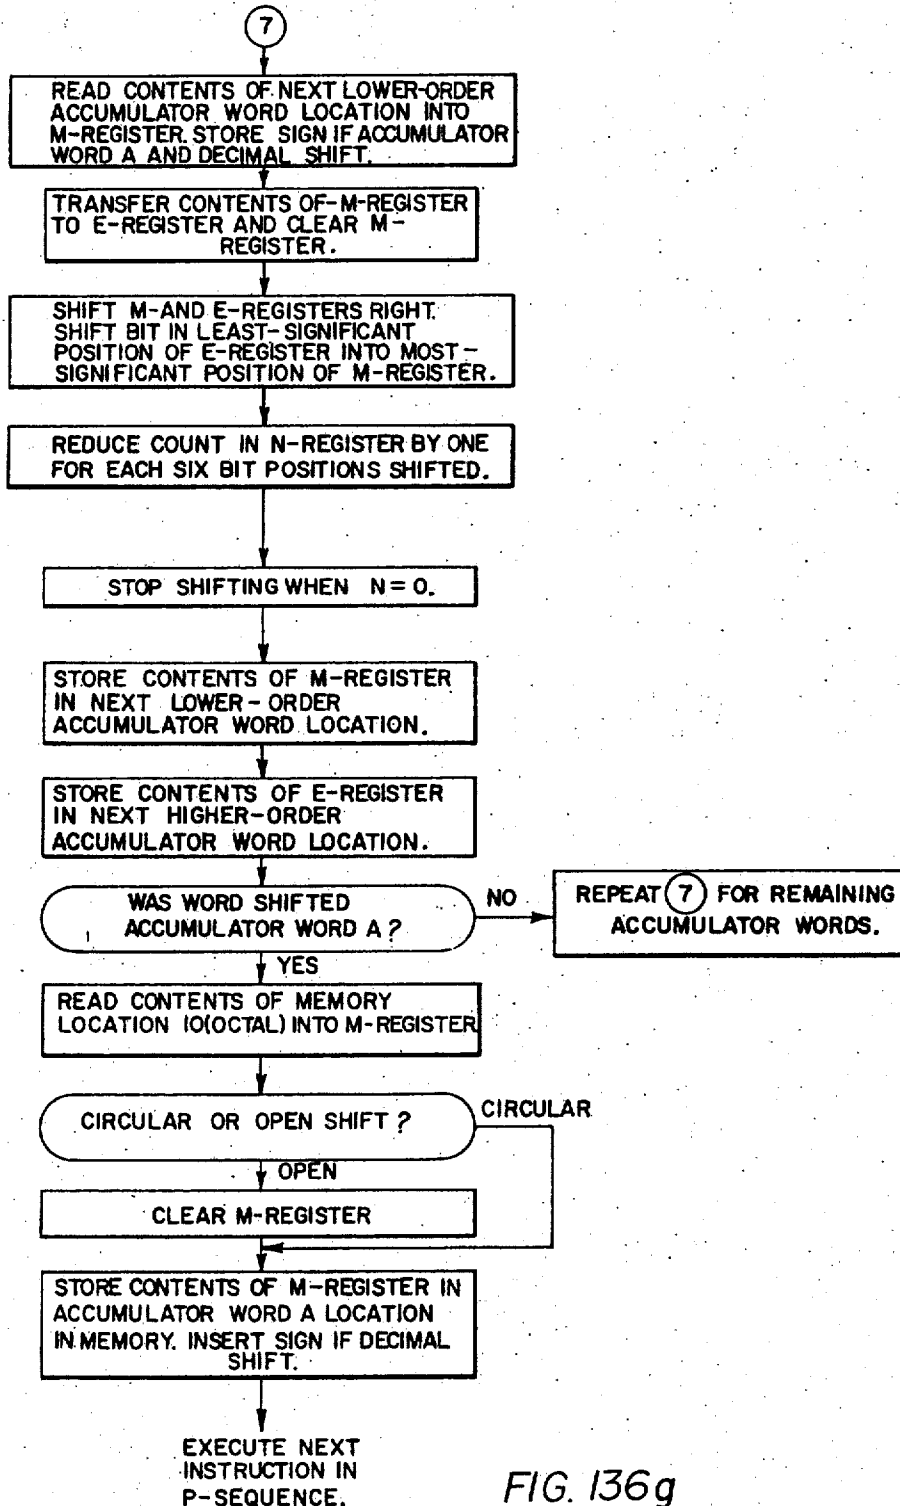 7
READ CONTENTS OF NEXT LOWER-ORDER
ACCUMULATOR WORD LOCATION INTO
M-REGISTER. STORE SIGN IF ACCUMULATOR
WORD A AND DECIMAL SHIFT.
TRANSFER CONTENTS OF M-REGISTER
TO E-REGISTER AND CLEAR M-
REGISTER.
SHIFT M-AND E-REGISTERS RIGHT.
SHIFT BIT IN LEAST-SIGNIFICANT
POSITION OF E-REGISTER INTO MOST-
SIGNIFICANT POSITION OF M-REGISTER.
REDUCE COUNT IN N-REGISTER BY ONE
FOR EACH SIX BIT POSITIONS SHIFTED.
STOP SHIFTING WHEN N=0.
STORE CONTENTS OF M-REGISTER
IN NEXT LOWER-ORDER
ACCUMULATOR WORD LOCATION.
STORE CONTENTS OF E-REGISTER
IN NEXT HIGHER-ORDER
ACCUMULATOR WORD LOCATION.
WAS WORD SHIFTED
ACCUMULATOR WORD A?
NO
REPEAT 7 FOR REMAINING
ACCUMULATOR WORDS.
YES
READ CONTENTS OF MEMORY
LOCATION 10(OCTAL) INTO M-REGISTER
CIRCULAR OR OPEN SHIFT?
CIRCULAR
OPEN
CLEAR M-REGISTER
STORE CONTENTS OF M-REGISTER IN
ACCUMULATOR WORD A LOCATION
IN MEMORY. INSERT SIGN IF DECIMAL
SHIFT.
EXECUTE NEXT
INSTRUCTION IN
P-SEQUENCE.
FIG. 136g